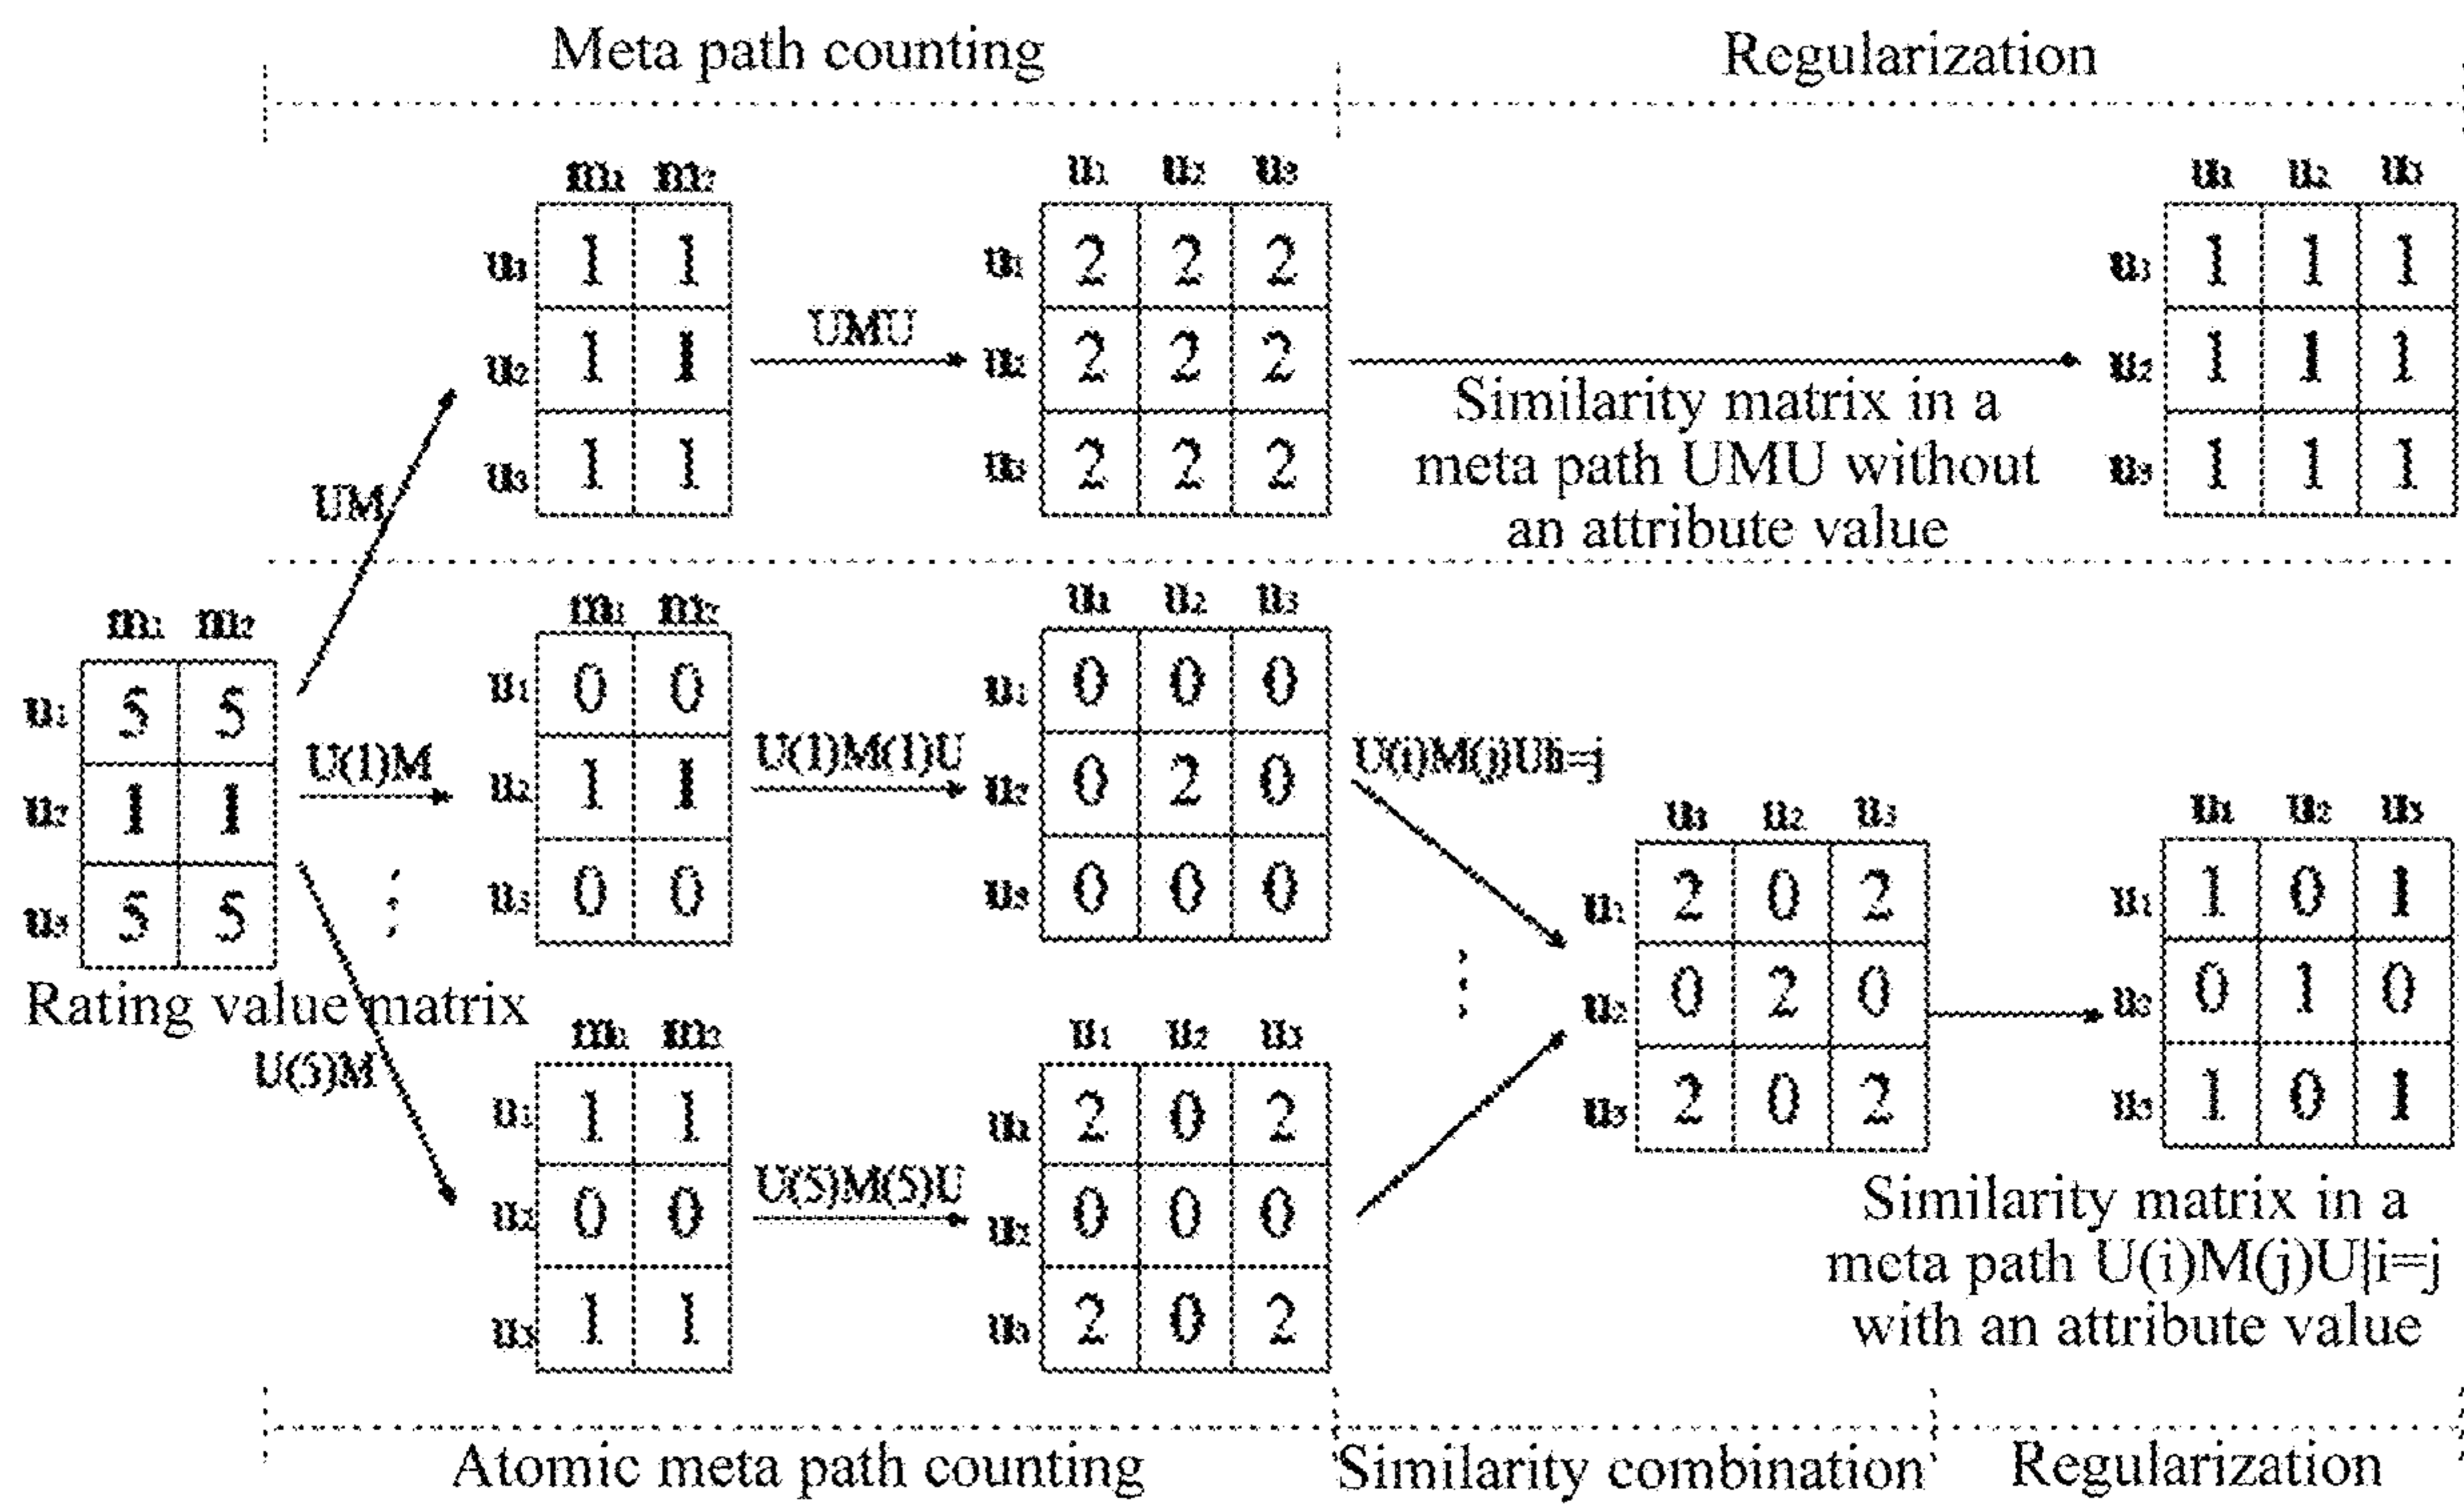 Meta path counting
Regularization
m₁ m₂
u₁ 1 1
u₂ 1 1
u₃ 1 1
UM
UMU
u₁ u₂ u₃
u₁ 2 2 2
u₂ 2 2 2
u₃ 2 2 2
Similarity matrix in a
meta path UMU without
an attribute value
u₁ u₂ u₃
u₁ 1 1 1
u₂ 1 1 1
u₃ 1 1 1
m₁ m₂
u₁ 5 5
u₂ 1 1
u₃ 5 5
Rating value matrix
U(1)M
m₁ m₂
u₁ 0 0
u₂ 1 1
u₃ 0 0
U(1)M(1)U
u₁ u₂ u₃
u₁ 0 0 0
u₂ 0 2 0
u₃ 0 0 0
U(i)M(j)U|i=j
U(5)M
m₁ m₂
u₁ 1 1
u₂ 0 0
u₃ 1 1
U(5)M(5)U
u₁ u₂ u₃
u₁ 2 0 2
u₂ 0 0 0
u₃ 2 0 2
u₁ u₂ u₃
u₁ 2 0 2
u₂ 0 2 0
u₃ 2 0 2
u₁ u₂ u₃
u₁ 1 0 1
u₂ 0 1 0
u₃ 1 0 1
Similarity matrix in a
meta path U(i)M(j)U|i=j
with an attribute value
Atomic meta path counting
Similarity combination
Regularization